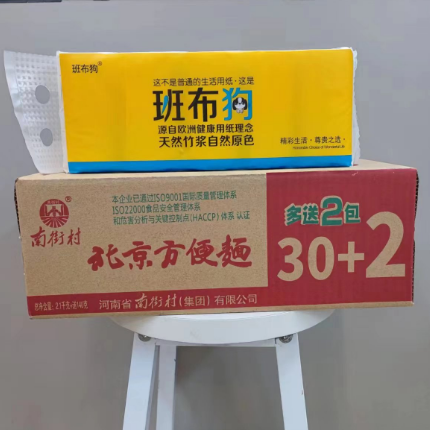 班布狗
这不是普通的生活用纸·这是
班布狗
源自欧洲健康用纸理念
天然竹浆自然原色
精彩生活·尊贵之选
南街村
本企业已通过ISO9001国际质量管理体系
ISO22000食品安全管理体系
和危害分析与关键控制点(HACCP)体系 认证
北京方便麵
多送2包
30+2
河南省南街村(集团)有限公司